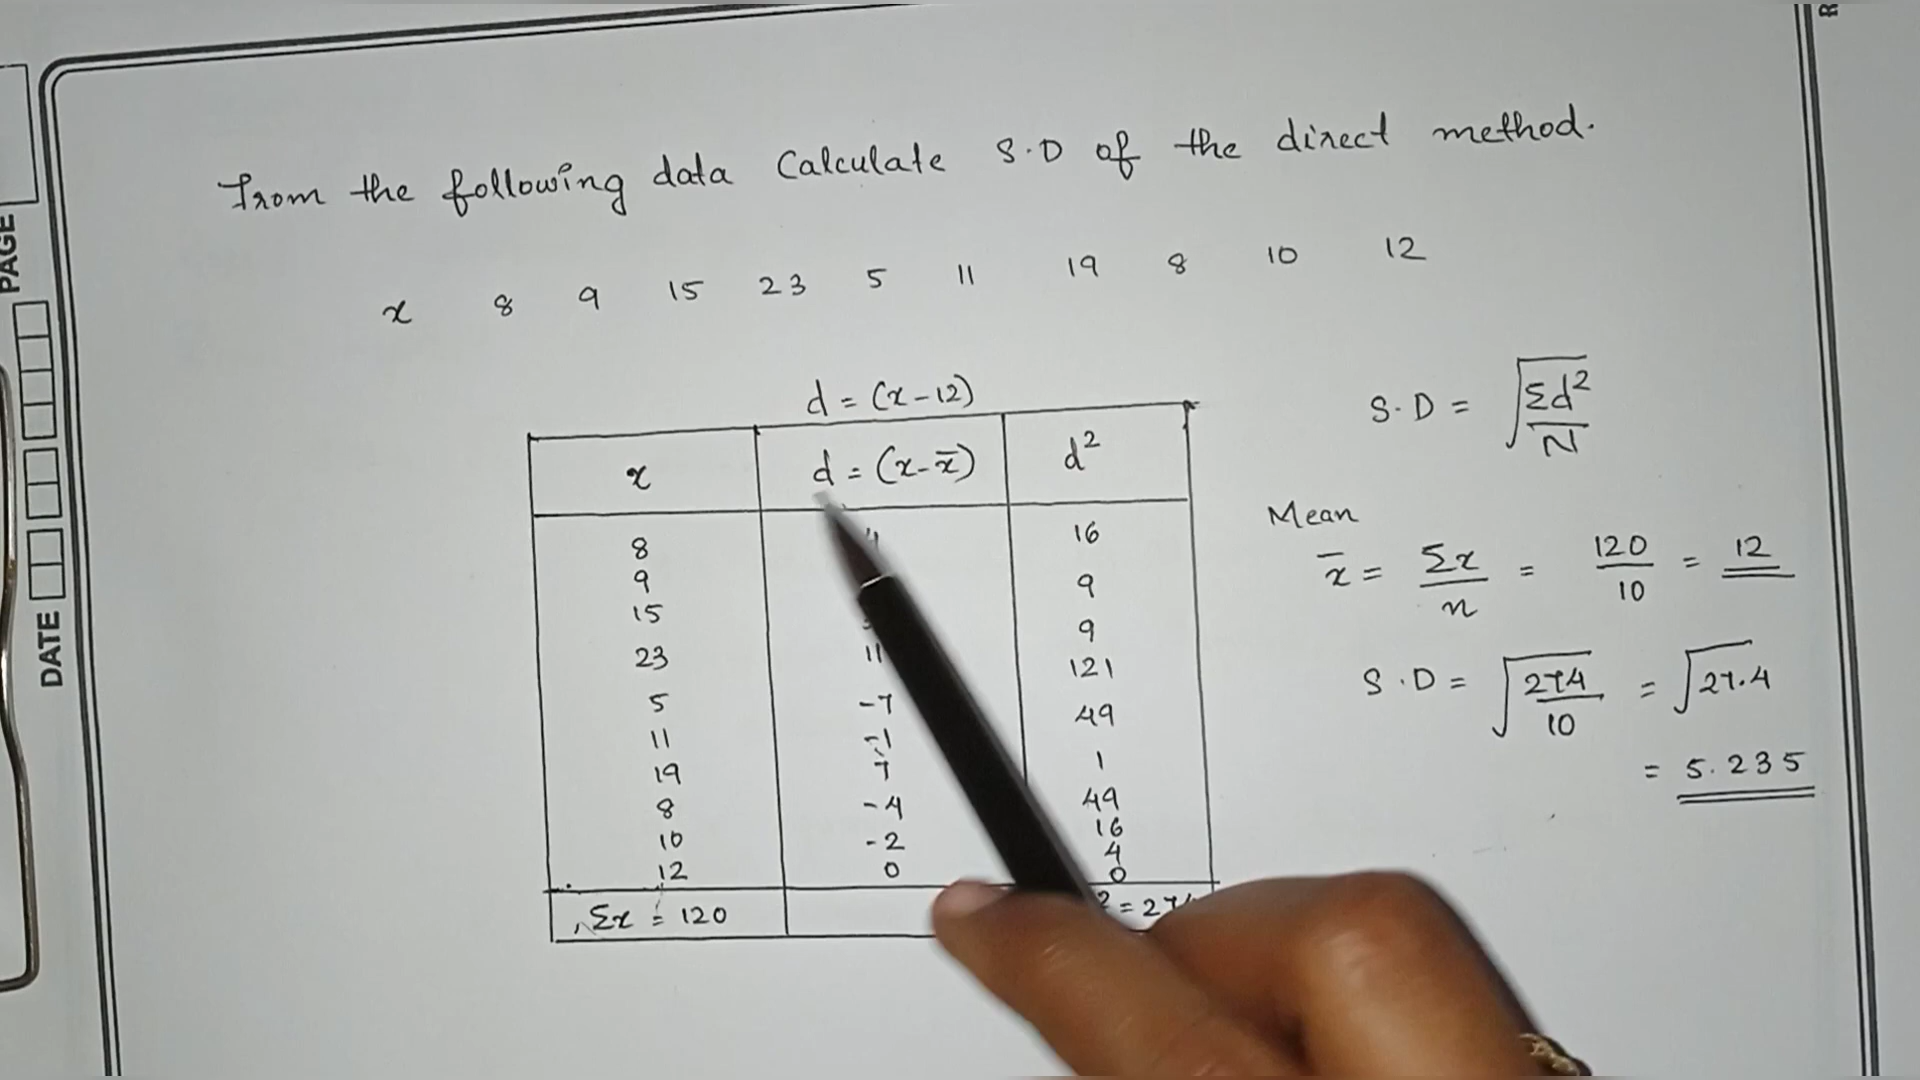 From the following data Calculate S.D of the direct method.
x 8 9 15 23 5 11 19 8 10 12
d = (x-12)
x d = (x-x̄) d²
8 16
9 9
15 9
23 11 121
5 -7 49
11 -1 1
19 7 49
8 -4 16
10 -2 4
12 0 0
Σx = 120 ² = 274
S.D = √Σd²/N
Mean
x̄ = Σx/n = 120/10 = 12
S.D = √274/10 = √27.4
= 5.235
PAGE
DATE